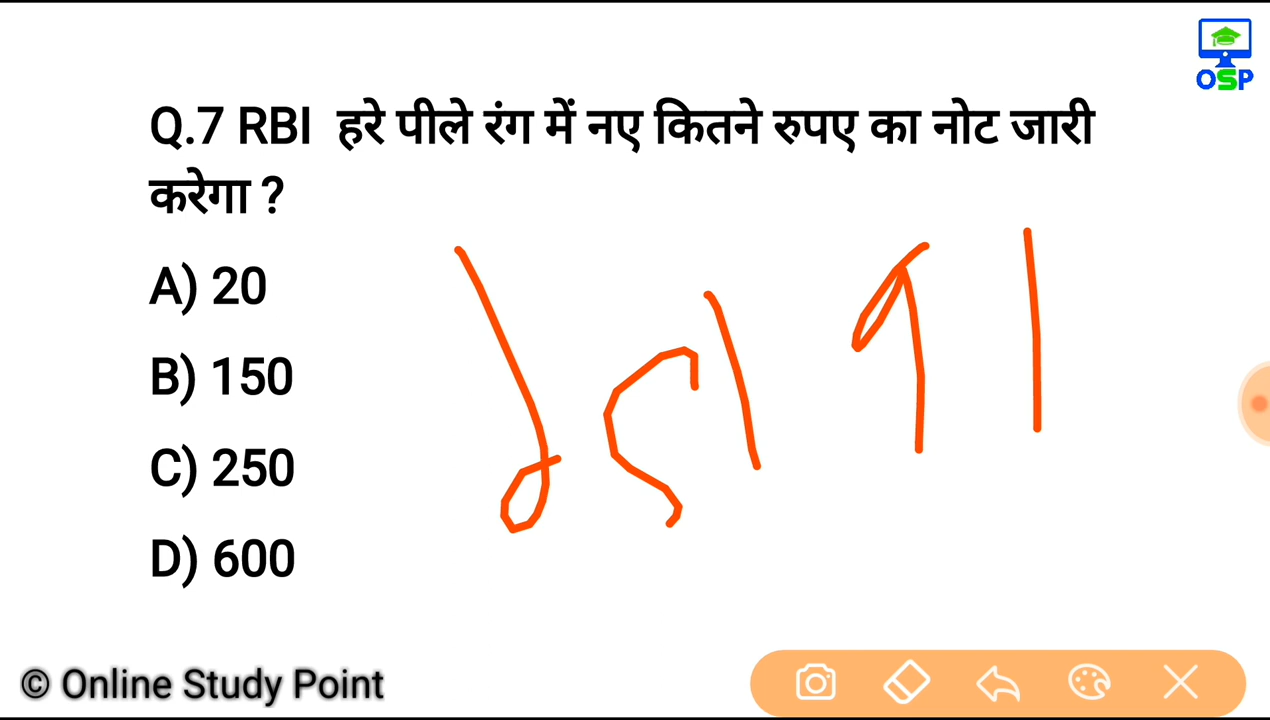 OSP
Q.7 RBI हरे पीले रंग में नए कितने रुपए का नोट जारी
करेगा ?
A) 20
B) 150
C) 250
D) 600
© Online Study Point